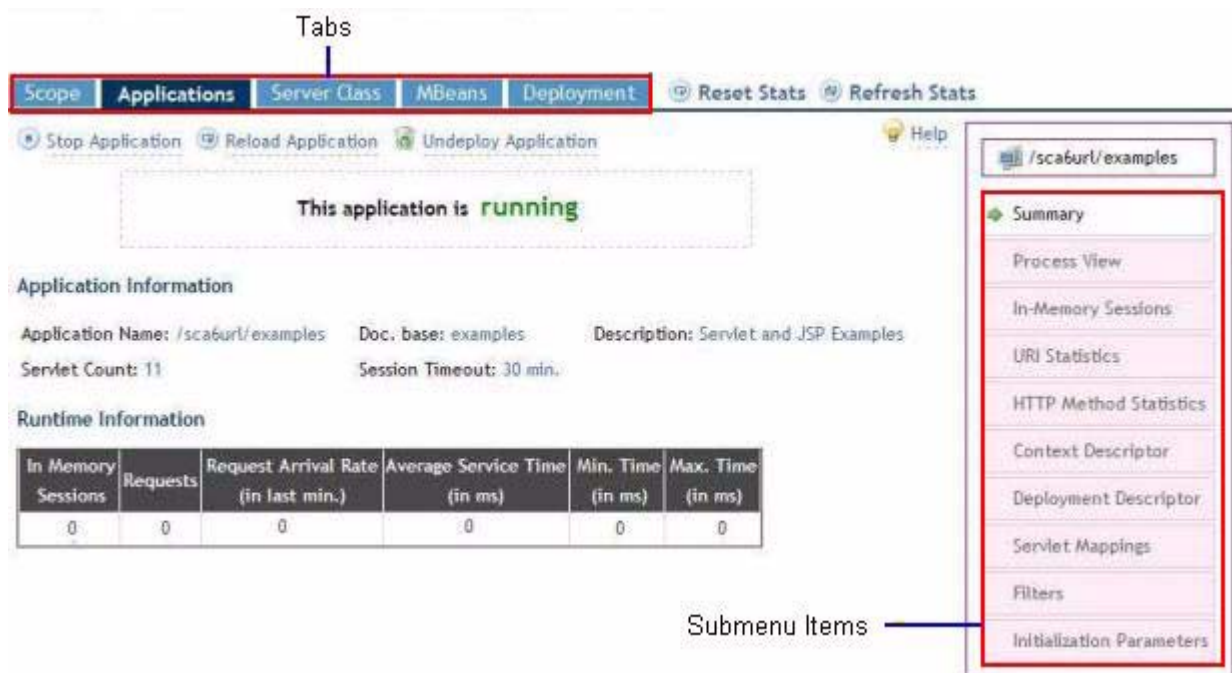 Tabs
Scope Applications Server Class MBeans Deployment Reset Stats Refresh Stats
Stop Application Reload Application Undeploy Application Help
/sca6url/examples
This application is running
Summary
Process View
Application Information
In-Memory Sessions
Application Name: /sca6url/examples Doc. base: examples Description: Servlet and JSP Examples
URI Statistics
Servlet Count: 11 Session Timeout: 30 min.
HTTP Method Statistics
Runtime Information
Context Descriptor
In Memory Sessions Requests Request Arrival Rate (in last min.) Average Service Time (in ms) Min. Time (in ms) Max. Time (in ms)
Deployment Descriptor
0 0 0 0 0 0
Servlet Mappings
Filters
Submenu Items
Initialization Parameters